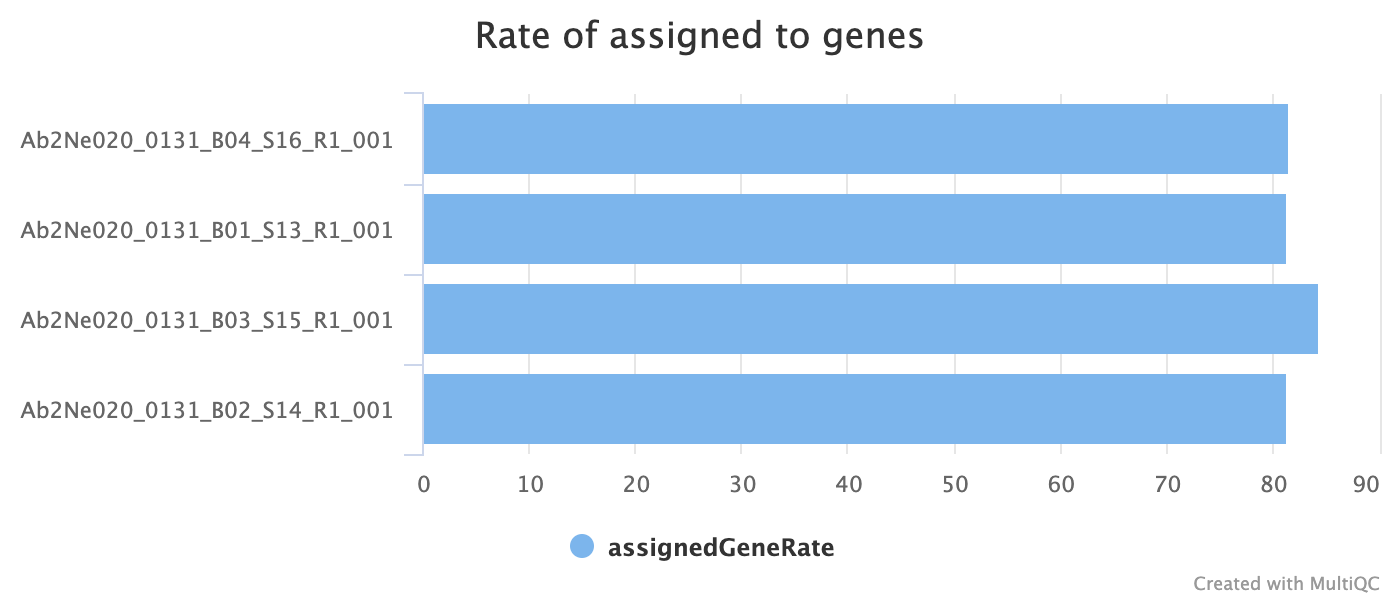 Rate of assigned to genes
Ab2Ne020_0131_B04_S16_R1_001
Ab2Ne020_0131_B01_S13_R1_001
Ab2Ne020_0131_B03_S15_R1_001
Ab2Ne020_0131_B02_S14_R1_001
0 10 20 30 40 50 60 70 80 90
assignedGeneRate
Created with MultiQC